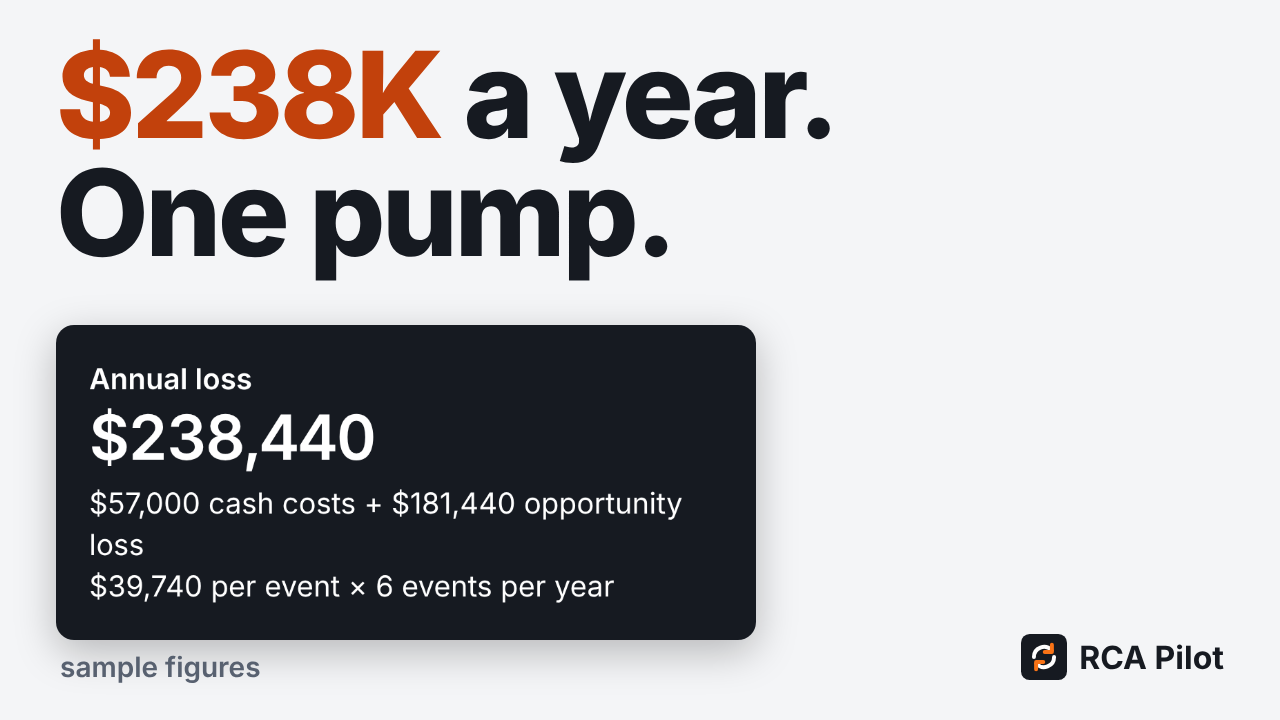 $238K a year.
One pump.
Annual loss
$238,440
$57,000 cash costs + $181,440 opportunity
loss
$39,740 per event × 6 events per year
sample figures
RCA Pilot